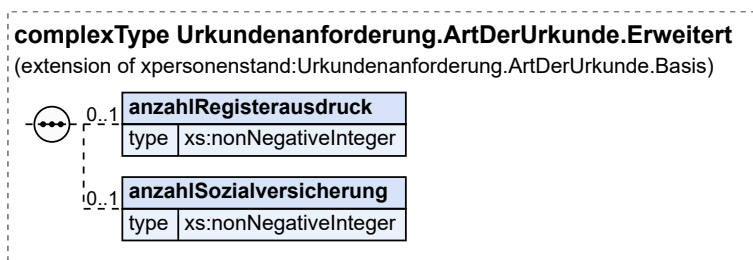 complexType Urkundenanforderung.ArtDerUrkunde.Erweitert
(extension of xpersonenstand:Urkundenanforderung.ArtDerUrkunde.Basis)
0..1 anzahlRegisterausdruck
type xs:nonNegativeInteger
0..1 anzahlSozialversicherung
type xs:nonNegativeInteger